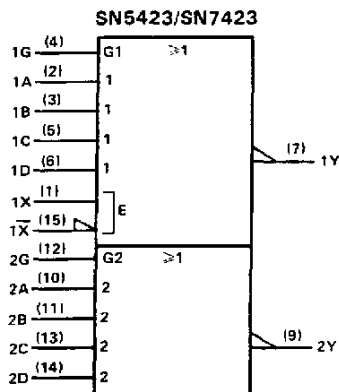 SN5423/SN7423
1G (4) G1 ≥1
1A (2) 1
1B (3) 1
1C (5) 1
1D (6) 1
(7) 1Y
1X (1)
E
1X̅ (15)
2G (12) G2 ≥1
2A (10) 2
2B (11) 2
2C (13) 2
(9) 2Y
2D (14) 2